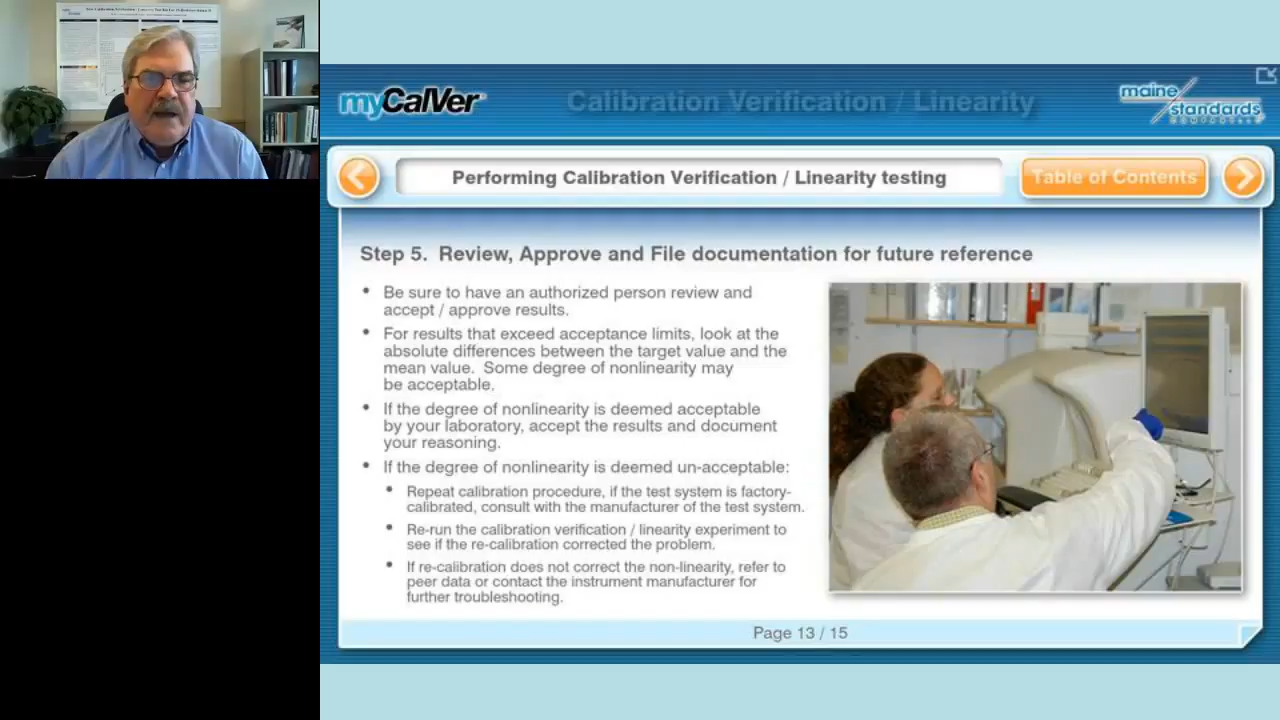 myCalVer
Calibration Verification / Linearity
maine
standards
COMPANY LLC
Performing Calibration Verification / Linearity testing
Table of Contents
Step 5. Review, Approve and File documentation for future reference
• Be sure to have an authorized person review and
accept / approve results.
• For results that exceed acceptance limits, look at the
absolute differences between the target value and the
mean value. Some degree of nonlinearity may
be acceptable.
• If the degree of nonlinearity is deemed acceptable
by your laboratory, accept the results and document
your reasoning.
• If the degree of nonlinearity is deemed un-acceptable:
• Repeat calibration procedure, if the test system is factory-
calibrated, consult with the manufacturer of the test system.
• Re-run the calibration verification / linearity experiment to
see if the re-calibration corrected the problem.
• If re-calibration does not correct the non-linearity, refer to
peer data or contact the instrument manufacturer for
further troubleshooting.
Page 13 / 15